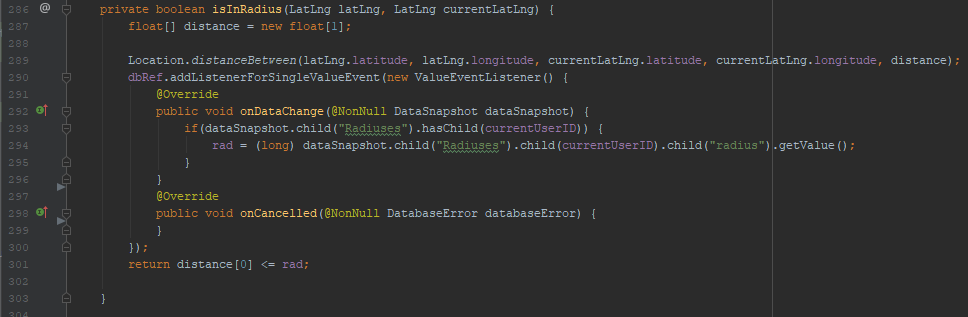 286 @ private boolean isInRadius(LatLng latLng, LatLng currentLatLng) {
287 float[] distance = new float[1];
288
289 Location.distanceBetween(latLng.latitude, latLng.longitude, currentLatLng.latitude, currentLatLng.longitude, distance);
290 dbRef.addListenerForSingleValueEvent(new ValueEventListener() {
291 @Override
292 public void onDataChange(@NonNull DataSnapshot dataSnapshot) {
293 if(dataSnapshot.child("Radiuses").hasChild(currentUserID)) {
294 rad = (long) dataSnapshot.child("Radiuses").child(currentUserID).child("radius").getValue();
295 }
296 }
297 @Override
298 public void onCancelled(@NonNull DatabaseError databaseError) {
299 }
300 });
301 return distance[0] <= rad;
302
303 }
304